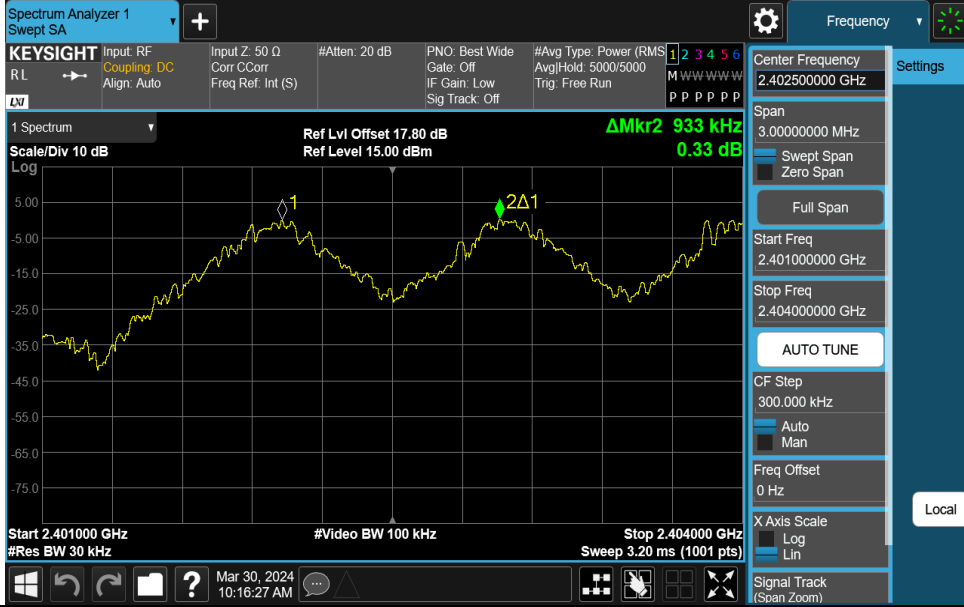 Spectrum Analyzer 1
Swept SA
Frequency
KEYSIGHT
RL
LXI
Input: RF
Coupling: DC
Align: Auto
Input Z: 50 Ω
Corr CCorr
Freq Ref: Int (S)
#Atten: 20 dB
PNO: Best Wide
Gate: Off
IF Gain: Low
Sig Track: Off
#Avg Type: Power (RMS
Avg|Hold: 5000/5000
Trig: Free Run
1 2 3 4 5 6
M W W W W W
P P P P P P
1 Spectrum
Scale/Div 10 dB
Log
Ref Lvl Offset 17.80 dB
Ref Level 15.00 dBm
ΔMkr2 933 kHz
0.33 dB
1
2Δ1
5.00
-5.00
-15.0
-25.0
-35.0
-45.0
-55.0
-65.0
-75.0
Start 2.401000 GHz
#Video BW 100 kHz
Stop 2.404000 GHz
#Res BW 30 kHz
Sweep 3.20 ms (1001 pts)
Mar 30, 2024
10:16:27 AM
Center Frequency
2.402500000 GHz
Span
3.00000000 MHz
Swept Span
Zero Span
Full Span
Start Freq
2.401000000 GHz
Stop Freq
2.404000000 GHz
AUTO TUNE
CF Step
300.000 kHz
Auto
Man
Freq Offset
0 Hz
X Axis Scale
Log
Lin
Signal Track
(Span Zoom)
Settings
Local